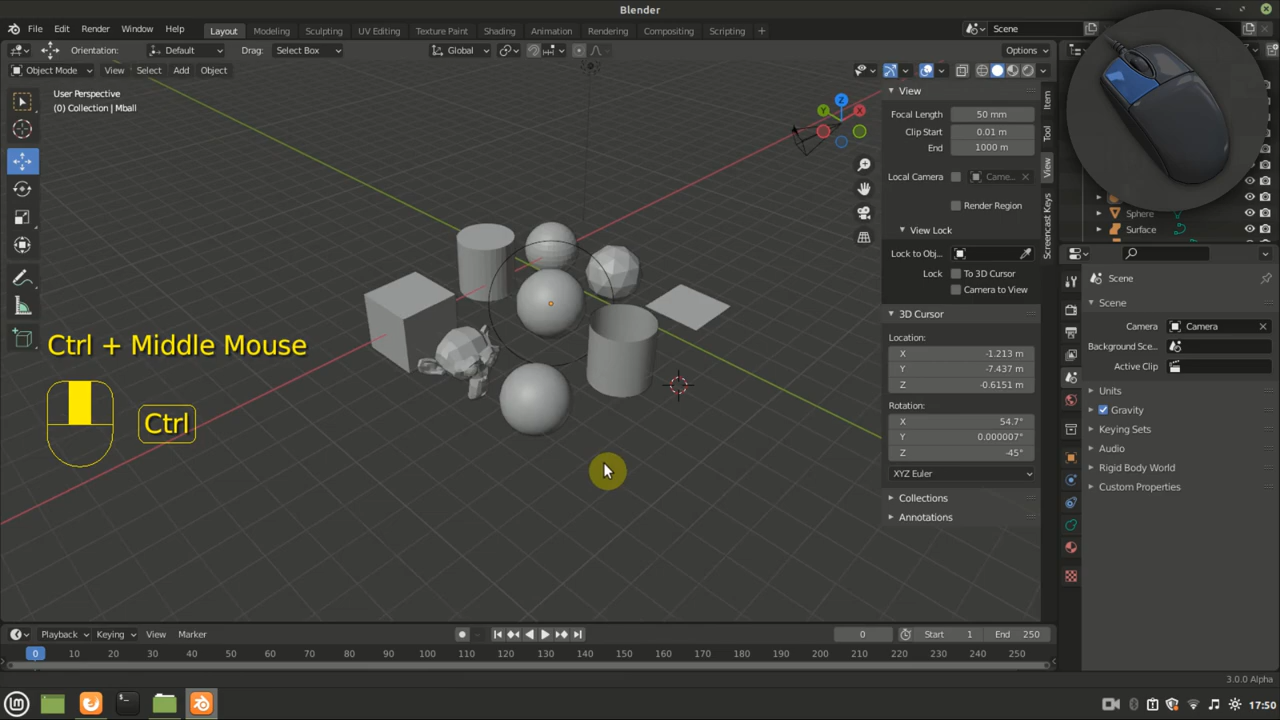 Blender
File Edit Render Window Help Layout Modeling Sculpting UV Editing Texture Paint Shading Animation Rendering Compositing Scripting + Scene
Orientation: Default Drag: Select Box Global Options
Object Mode View Select Add Object
User Perspective
(0) Collection | Mball
Z
Y
X
View
Focal Length 50 mm
Clip Start 0.01 m
End 1000 m
Local Camera Came...
Render Region
View Lock
Lock to Obj...
Lock To 3D Cursor
Camera to View
3D Cursor
Location:
X -1.213 m
Y -7.437 m
Z -0.6151 m
Rotation:
X 54.7°
Y 0.000007°
Z -45°
XYZ Euler
Collections
Annotations
Item
Tool
View
Screencast Keys
Sphere
Surface
Scene
Scene
Camera Camera
Background Sce...
Active Clip
Units
Gravity
Keying Sets
Audio
Rigid Body World
Custom Properties
Ctrl + Middle Mouse
Ctrl
Playback Keying View Marker 0 Start 1 End 250
0 10 20 30 40 50 60 70 80 90 100 110 120 130 140 150 160 170 180 190 200 210 220 230 240 250
3.0.0 Alpha
17:50